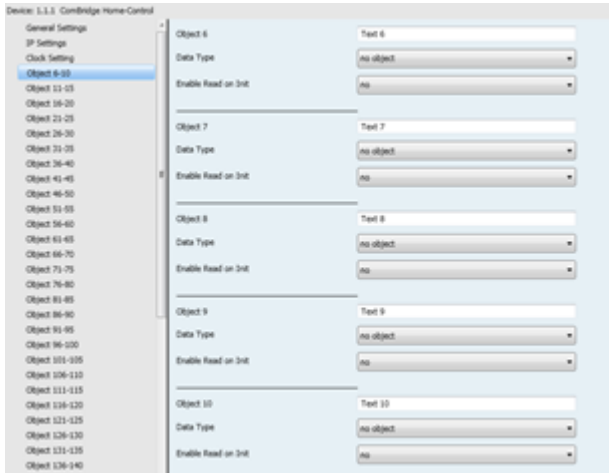 Device: 1.1.1 ComBridge Home-Control
General Settings
IP Settings
Clock Setting
Object 6-10
Object 11-15
Object 16-20
Object 21-25
Object 26-30
Object 31-35
Object 36-40
Object 41-45
Object 46-50
Object 51-55
Object 56-60
Object 61-65
Object 66-70
Object 71-75
Object 76-80
Object 81-85
Object 86-90
Object 91-95
Object 96-100
Object 101-105
Object 106-110
Object 111-115
Object 116-120
Object 121-125
Object 126-130
Object 131-135
Object 136-140
Object 6 Text 6
Data Type no object
Enable Read on Init no
Object 7 Text 7
Data Type no object
Enable Read on Init no
Object 8 Text 8
Data Type no object
Enable Read on Init no
Object 9 Text 9
Data Type no object
Enable Read on Init no
Object 10 Text 10
Data Type no object
Enable Read on Init no